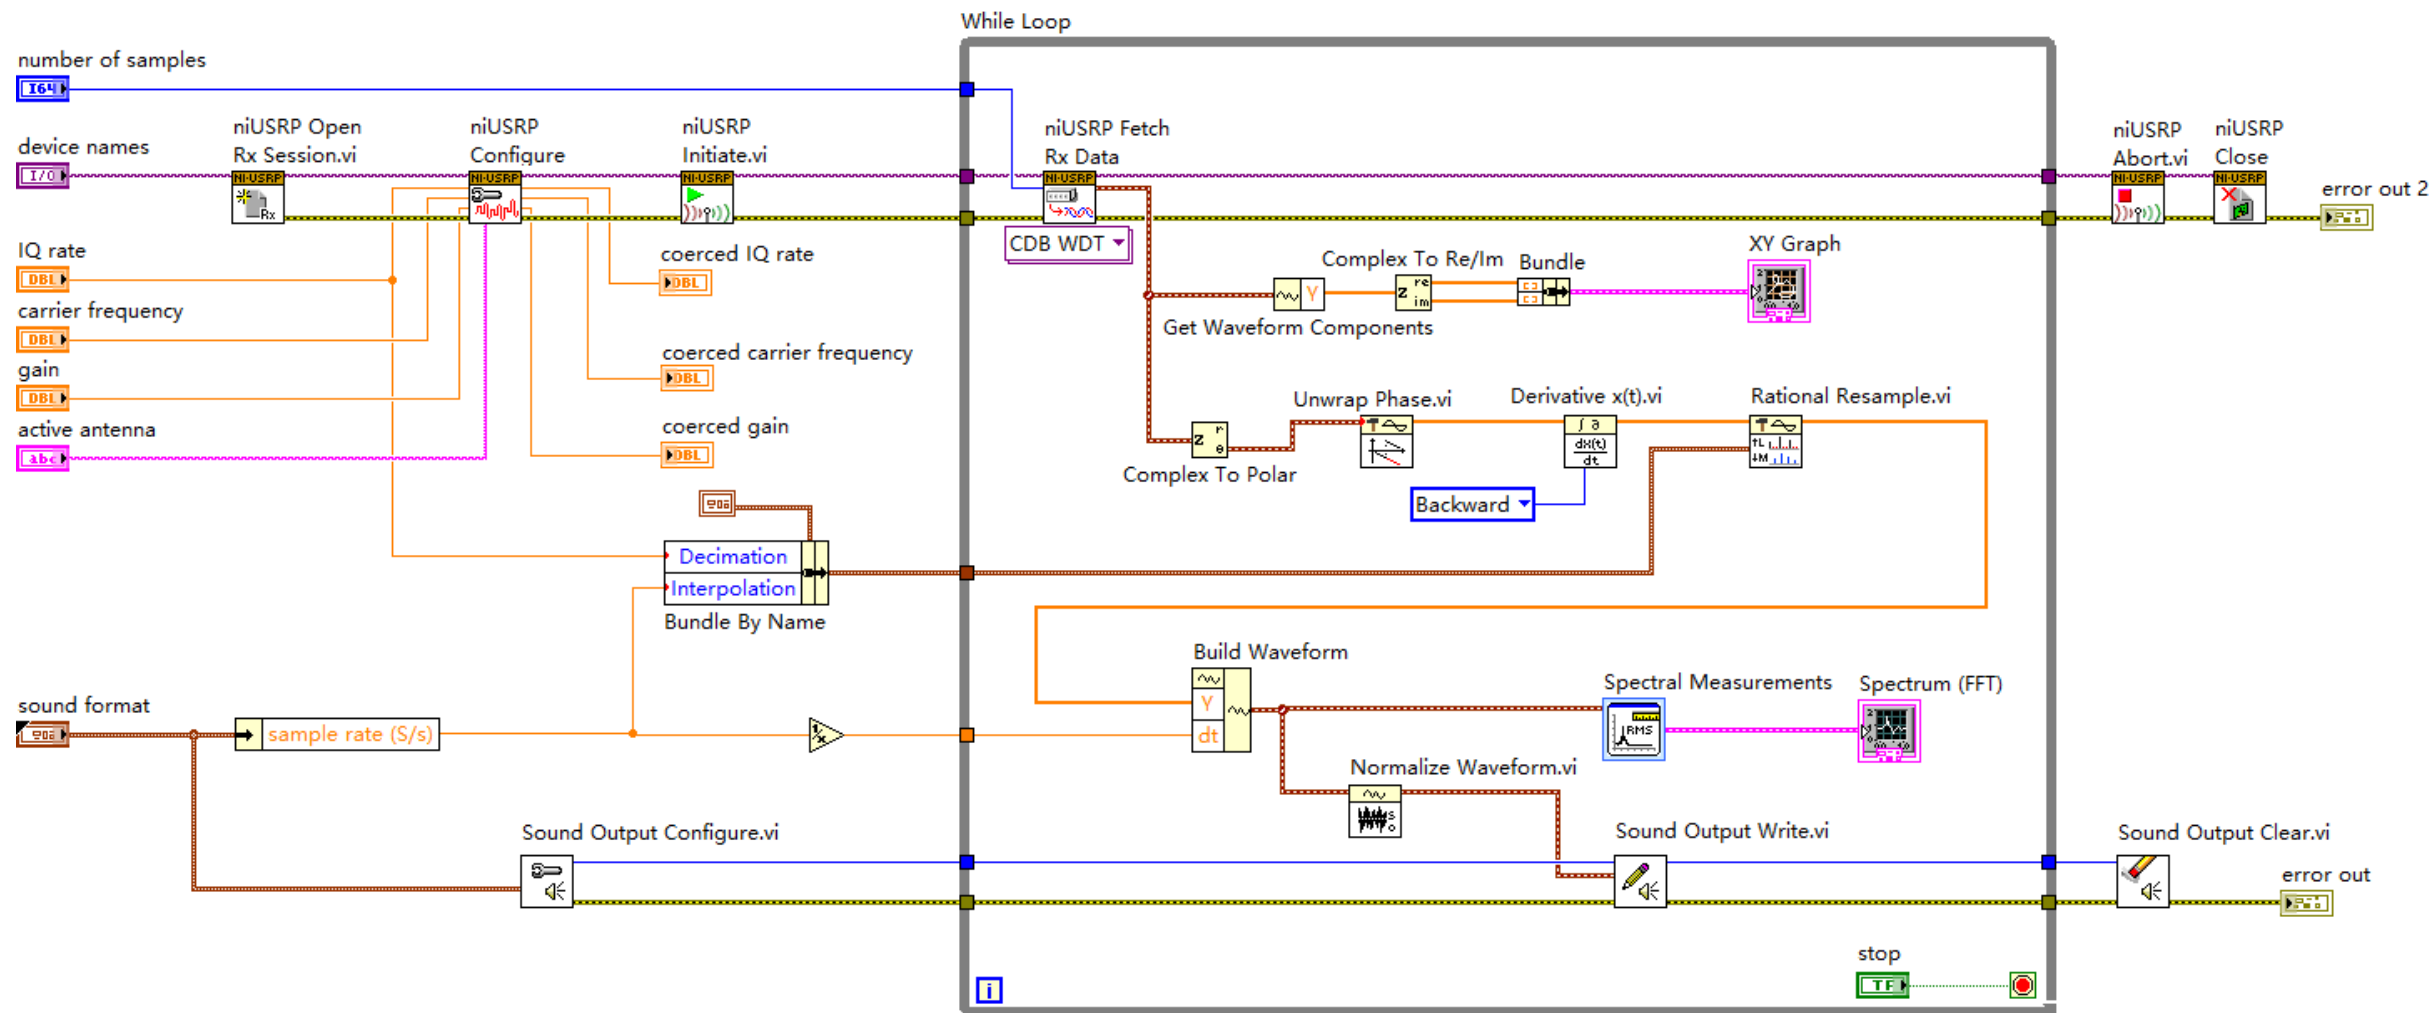 While Loop
number of samples
I64
device names
I/O
niUSRP Open
Rx Session.vi
NI-USRP
Rx
niUSRP
Configure
NI-USRP
niUSRP
Initiate.vi
NI-USRP
niUSRP Fetch
Rx Data
NI-USRP
CDB WDT
niUSRP
Abort.vi
NI-USRP
niUSRP
Close
NI-USRP
error out 2
IQ rate
DBL
carrier frequency
DBL
gain
DBL
active antenna
abc
coerced IQ rate
DBL
coerced carrier frequency
DBL
coerced gain
DBL
Y
Get Waveform Components
Complex To Re/Im
z
re
im
Bundle
XY Graph
z
r
θ
Complex To Polar
Unwrap Phase.vi
Derivative x(t).vi
∫ ∂
dx(t)
dt
Backward
Rational Resample.vi
↑L
↓M
Decimation
Interpolation
Bundle By Name
sound format
sample rate (S/s)
1/x
Build Waveform
Y
dt
Spectral Measurements
RMS
Spectrum (FFT)
Normalize Waveform.vi
Sound Output Configure.vi
Sound Output Write.vi
Sound Output Clear.vi
error out
stop
TF
i